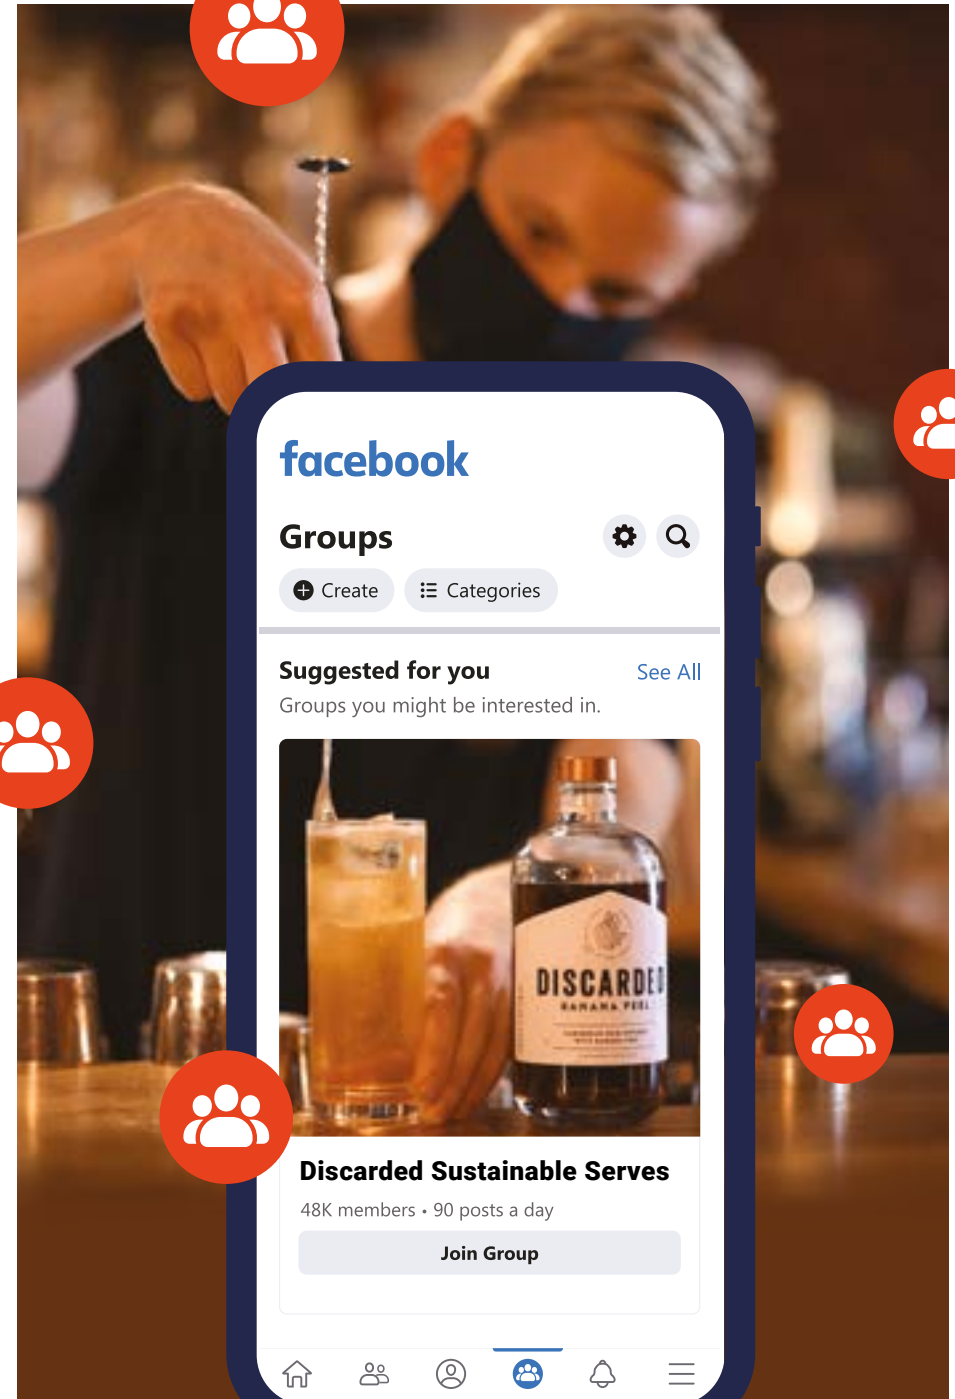 facebook
Groups
Create
Categories
Suggested for you
See All
Groups you might be interested in.
DISCARDED
BANANA PEEL
Discarded Sustainable Serves
48K members • 90 posts a day
Join Group